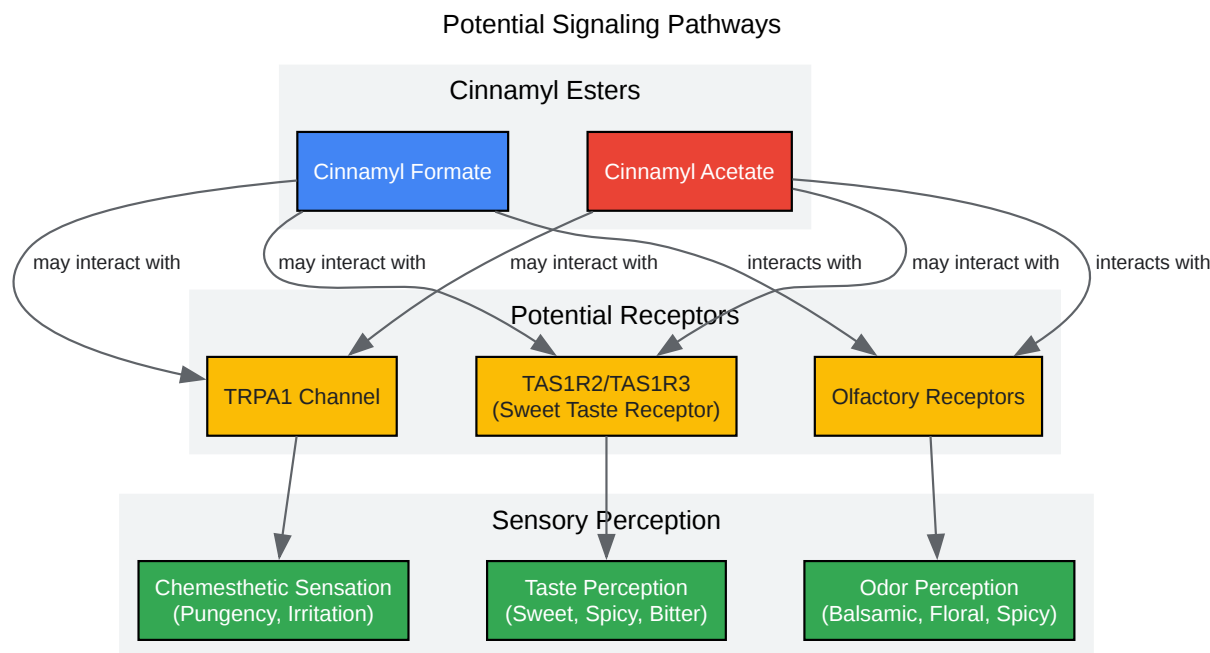 Potential Signaling Pathways
Cinnamyl Esters
Cinnamyl Formate
Cinnamyl Acetate
may interact with
may interact with
may interact with
interacts with
may interact with
interacts with
Potential Receptors
TRPA1 Channel
TAS1R2/TAS1R3
(Sweet Taste Receptor)
Olfactory Receptors
Sensory Perception
Chemesthetic Sensation
(Pungency, Irritation)
Taste Perception
(Sweet, Spicy, Bitter)
Odor Perception
(Balsamic, Floral, Spicy)